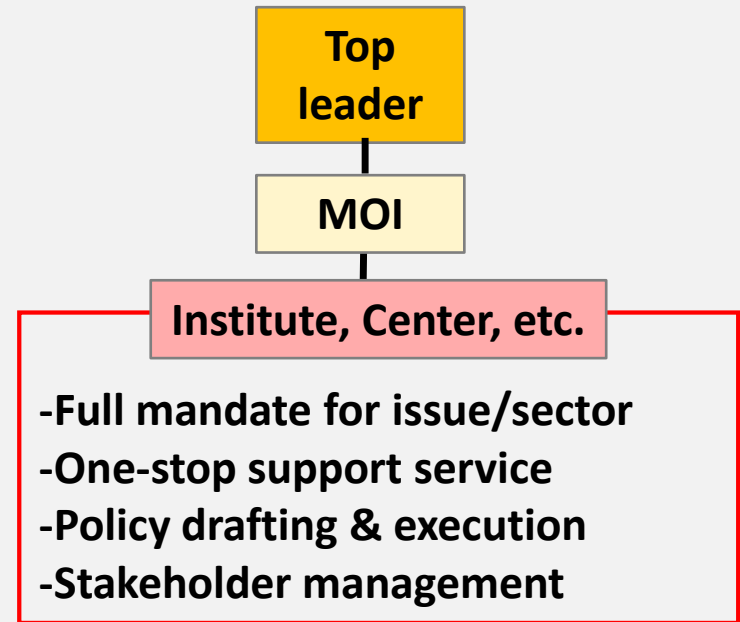 Top
leader
MOI
Institute, Center, etc.
-Full mandate for issue/sector
-One-stop support service
-Policy drafting & execution
-Stakeholder management